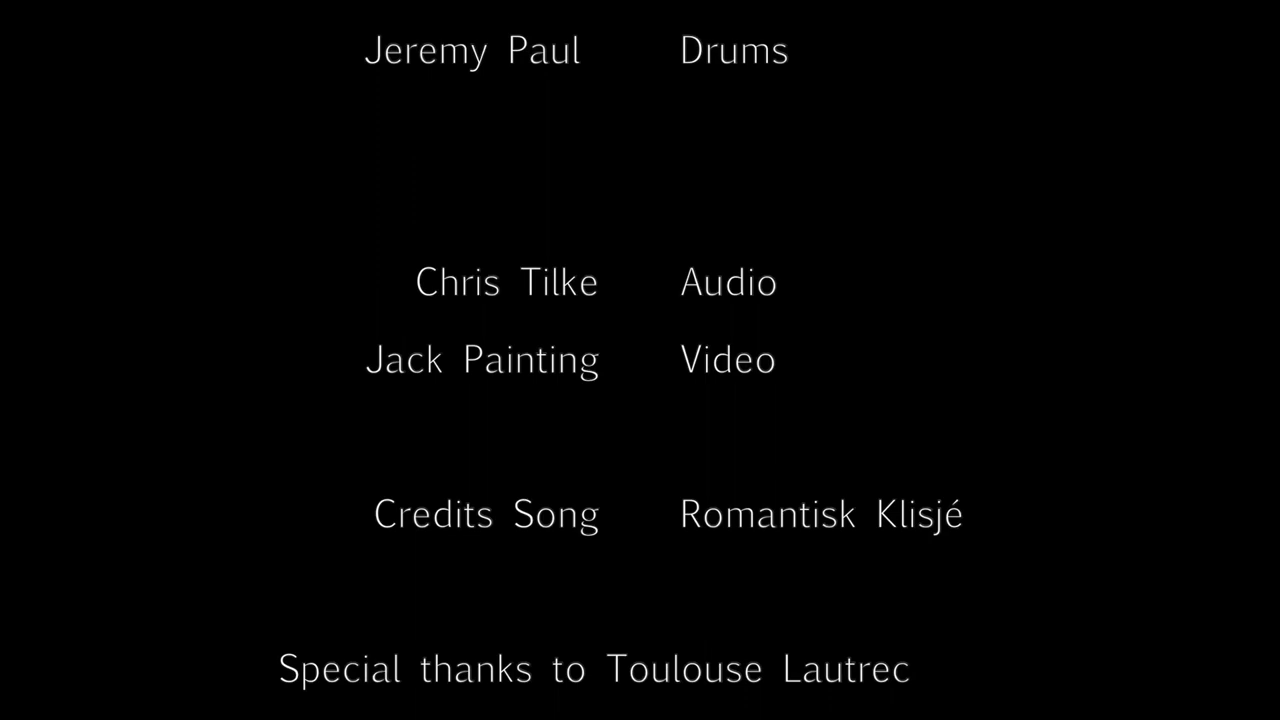 Jeremy Paul Drums
Chris Tilke Audio
Jack Painting Video
Credits Song Romantisk Klisjé
Special thanks to Toulouse Lautrec